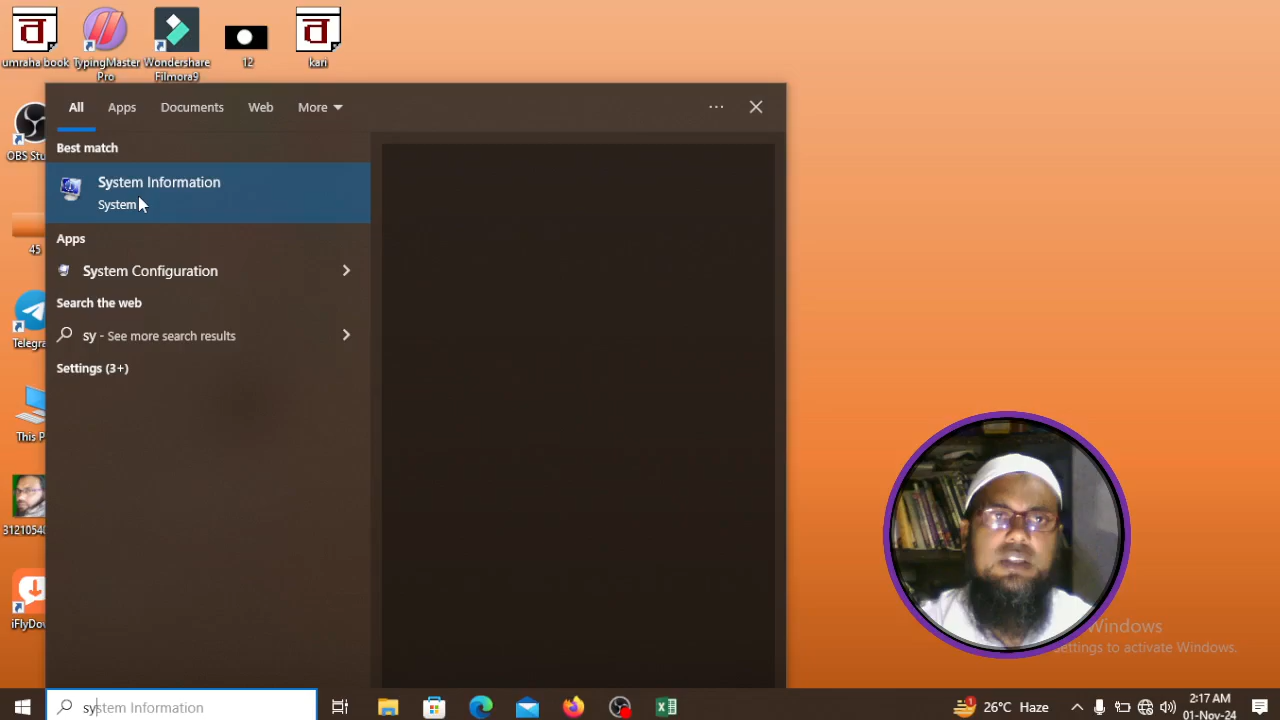 umraha book
TypingMaster
Pro
Wondershare
Filmora9
12
kari
OBS Stu
45
Telegra
This P
31210540
iFlyDo
All
Apps
Documents
Web
More
Best match
System Information
System
Apps
System Configuration
Search the web
sy - See more search results
Settings (3+)
Windows
ettings to activate Windows.
system Information
26°C Haze
2:17 AM
01-Nov-24